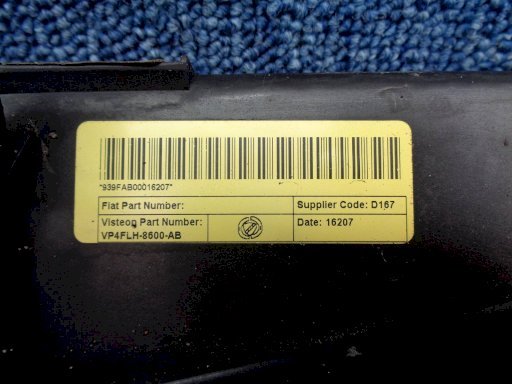 *939FAB00016207*
Fiat Part Number:
Supplier Code: D167
Visteon Part Number:
VP4FLH-8600-AB
Date: 16207